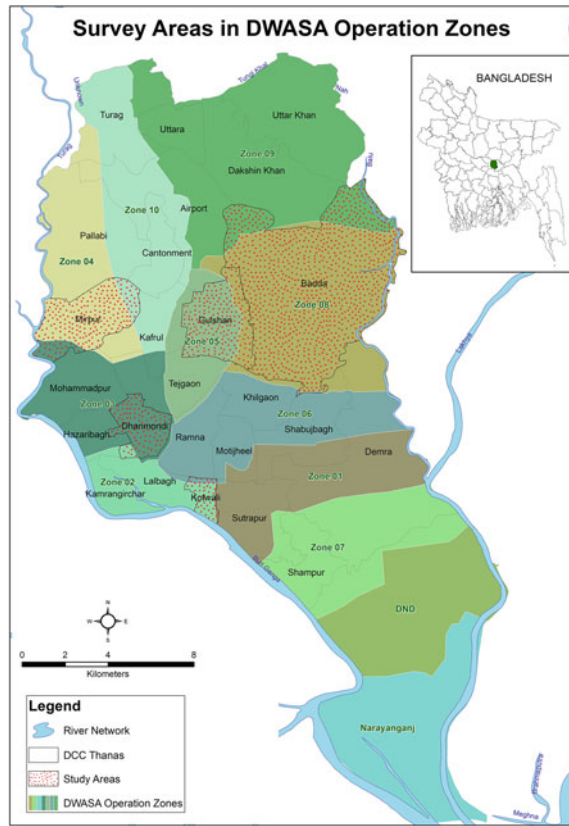 Survey Areas in DWASA Operation Zones
BANGLADESH
Unknown
Tongi Khal
Turag
Uttara
Uttar Khan
Zone 09
Dakshin Khan
Turag
Zone 10
Airport
Pallabi
Cantonment
Zone 04
Badda
Zone 08
Mirpur
Gulshan
Zone 05
Kafrul
Lakhya
Mohammadpur
Tejgaon
Zone 03
Khilgaon
Zone 06
Dhanmondi
Hazaribagh
Ramna
Shabujbagh
Motijheel
Demra
Zone 02
Lalbagh
Zone 01
Kamrangirchar
Kotwali
Sutrapur
Zone 07
Buri Ganga
Shampur
DND
N
W
E
S
0 2 4 8
Kilometers
Narayanganj
Legend
River Network
DCC Thanas
Study Areas
DWASA Operation Zones
Brahmaputra
Meghna